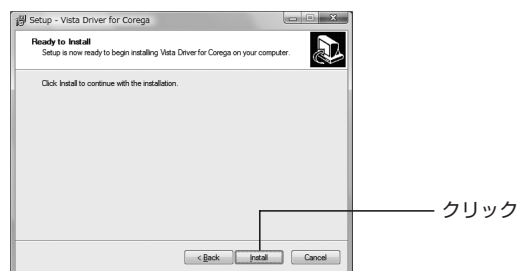 Setup - Vista Driver for Corega
Ready to Install
Setup is now ready to begin installing Vista Driver for Corega on your computer.
Click Install to continue with the installation.
クリック
< Back
Install
Cancel